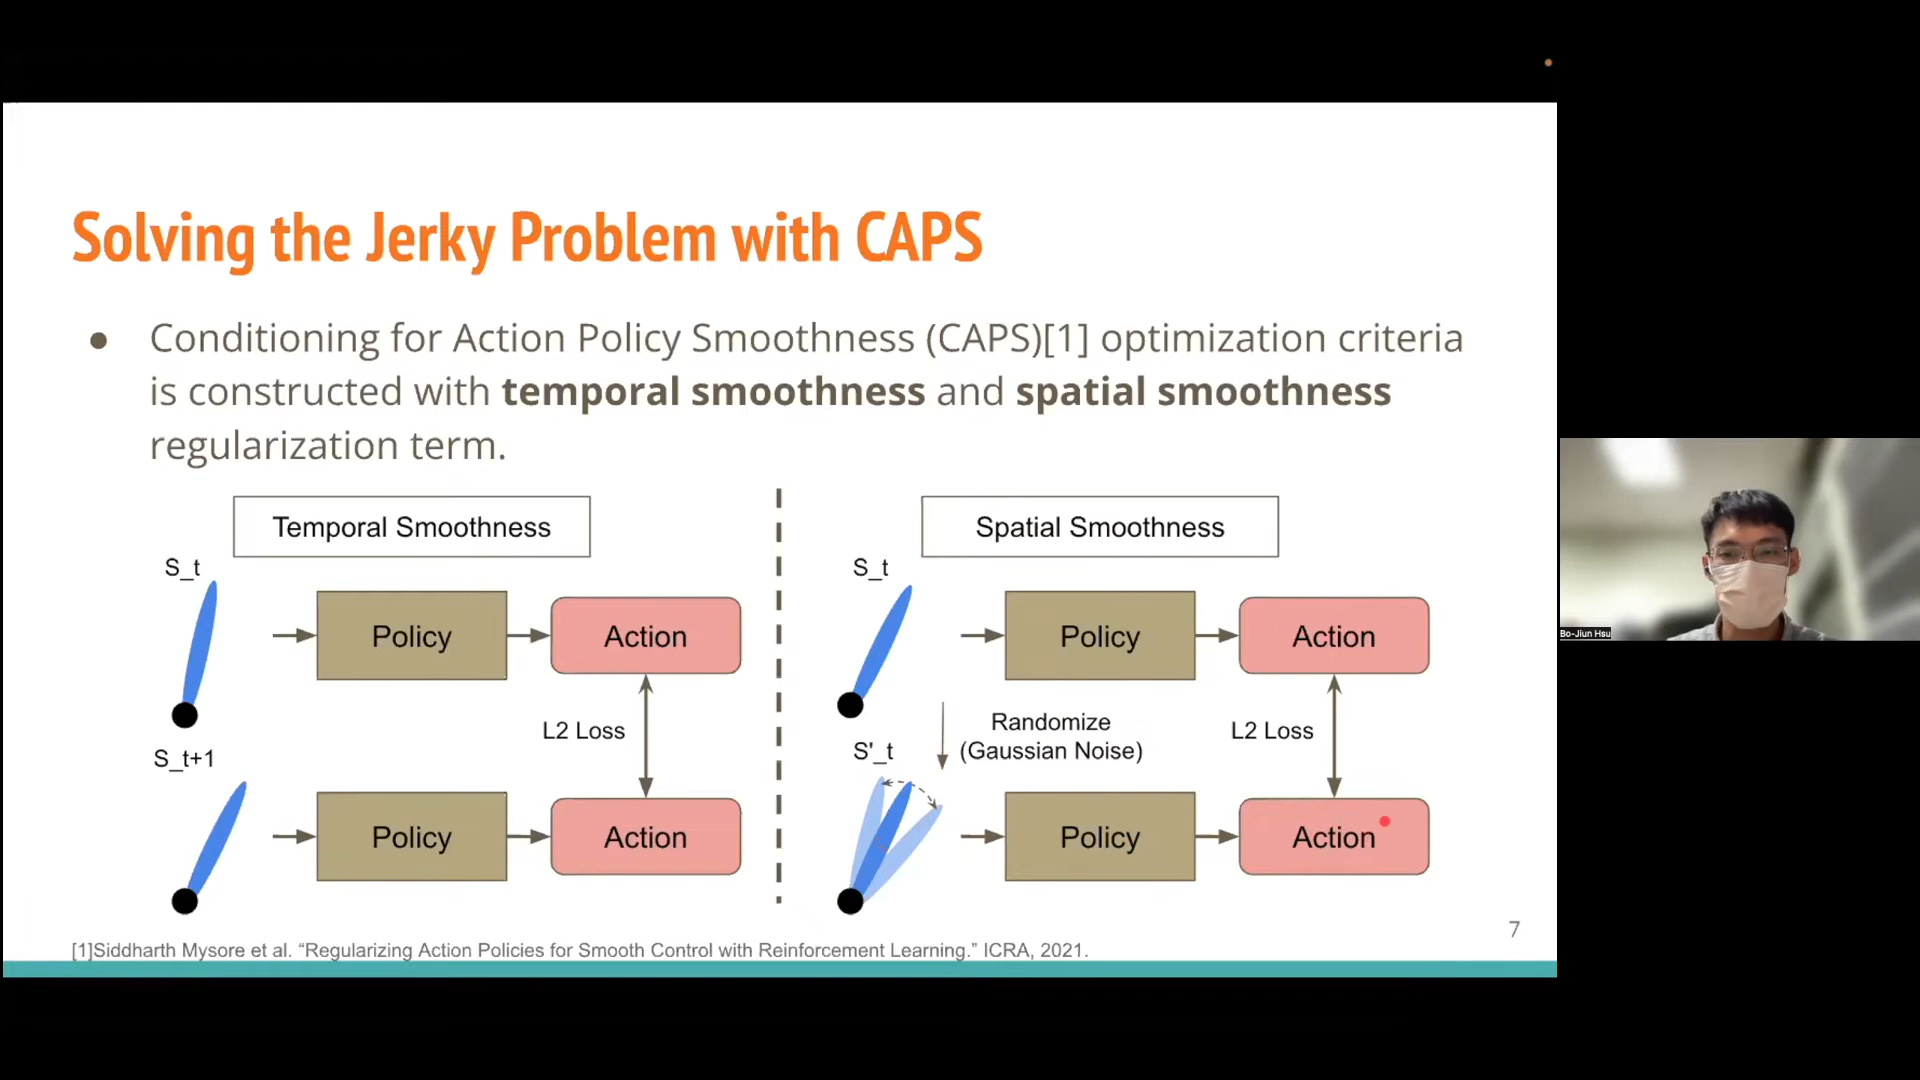 Solving the Jerky Problem with CAPS
● Conditioning for Action Policy Smoothness (CAPS)[1] optimization criteria
is constructed with temporal smoothness and spatial smoothness
regularization term.
Temporal Smoothness
S_t
Policy
Action
L2 Loss
S_t+1
Policy
Action
Spatial Smoothness
S_t
Policy
Action
Randomize
(Gaussian Noise)
L2 Loss
S'_t
Policy
Action
7
[1]Siddharth Mysore et al. “Regularizing Action Policies for Smooth Control with Reinforcement Learning.” ICRA, 2021.
Bo-Jiun Hsu